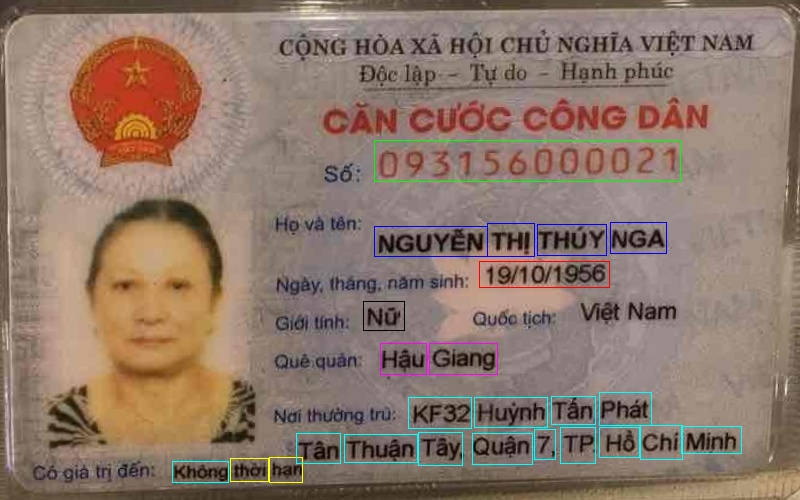 CỘNG HÒA XÃ HỘI CHỦ NGHĨA VIỆT NAM
Độc lập - Tự do - Hạnh phúc
CĂN CƯỚC CÔNG DÂN
Số: 093156000021
Họ và tên: NGUYỄN THỊ THÚY NGA
Ngày, tháng, năm sinh: 19/10/1956
Giới tính: Nữ Quốc tịch: Việt Nam
Quê quán: Hậu Giang
Nơi thường trú: KF32 Huỳnh Tấn Phát
Tân Thuận Tây, Quận 7, TP. Hồ Chí Minh
Có giá trị đến: Không thời hạn